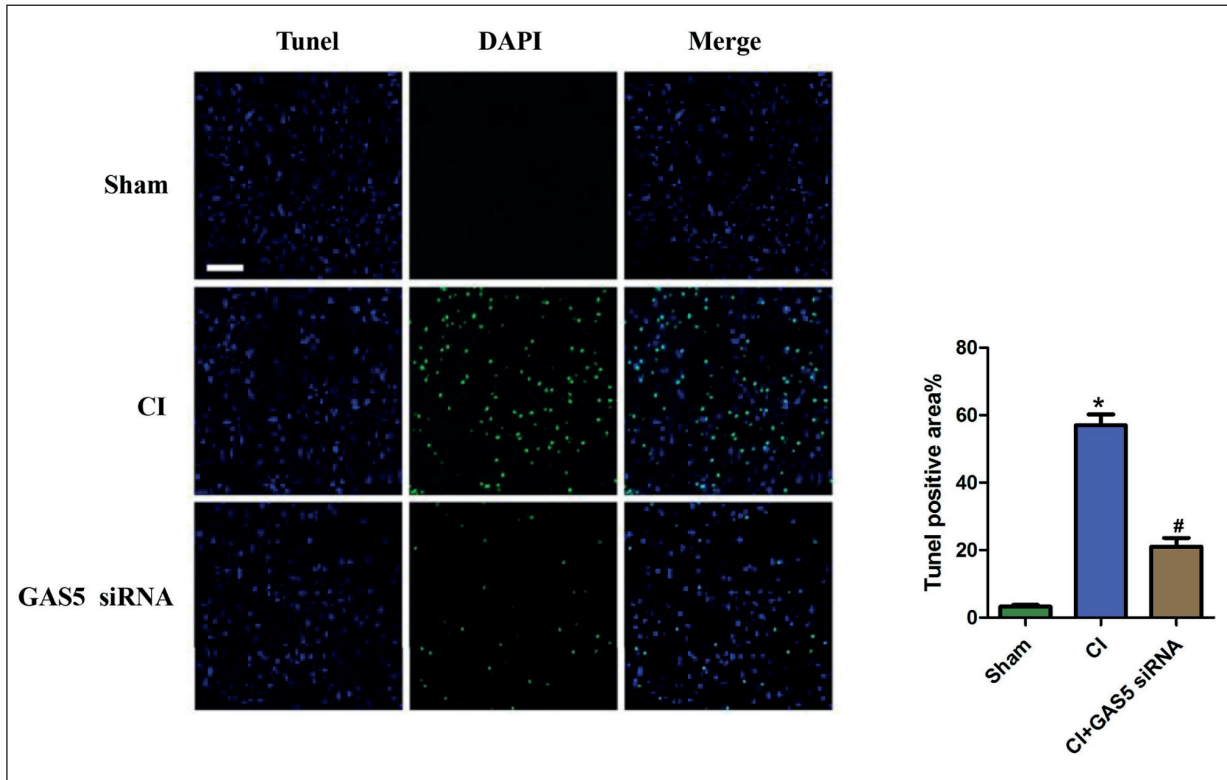 Tunel DAPI Merge
Sham
CI
GAS5 siRNA
Tunel positive area%
80
60
40
20
0
*
#
Sham
CI
CI+GAS5 siRNA